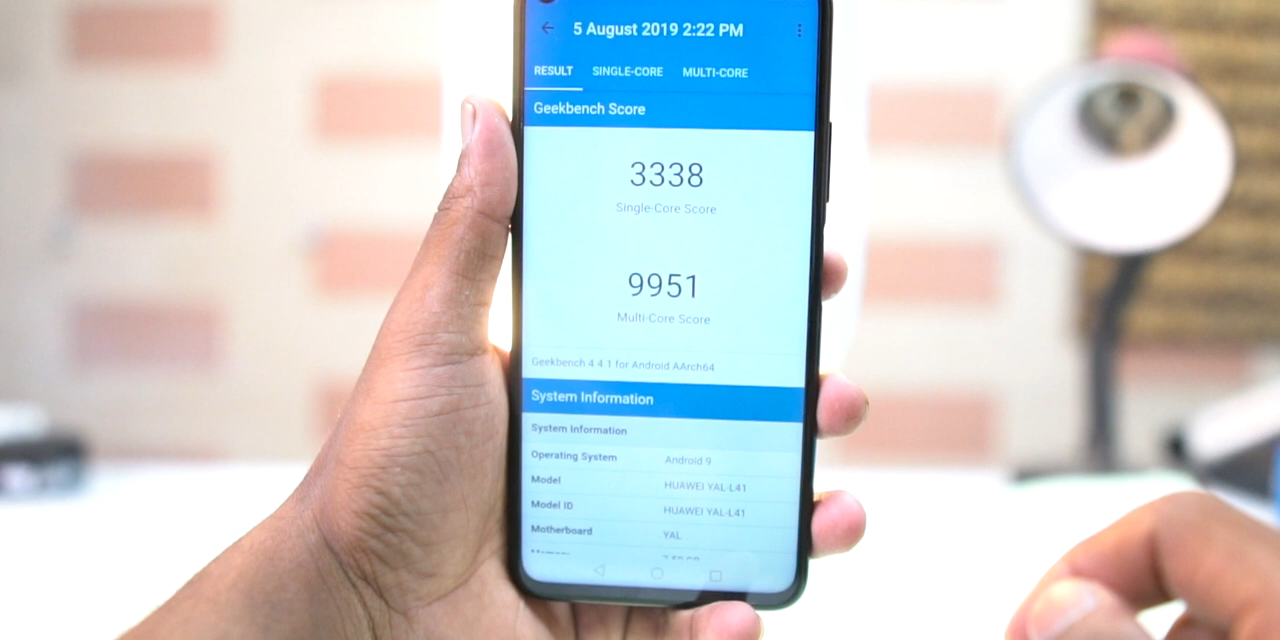 5 August 2019 2:22 PM
RESULT SINGLE-CORE MULTI-CORE
Geekbench Score
3338
Single-Core Score
9951
Multi-Core Score
Geekbench 4.4.1 for Android AArch64
System Information
System Information
Operating System Android 9
Model HUAWEI YAL-L41
Model ID HUAWEI YAL-L41
Motherboard YAL